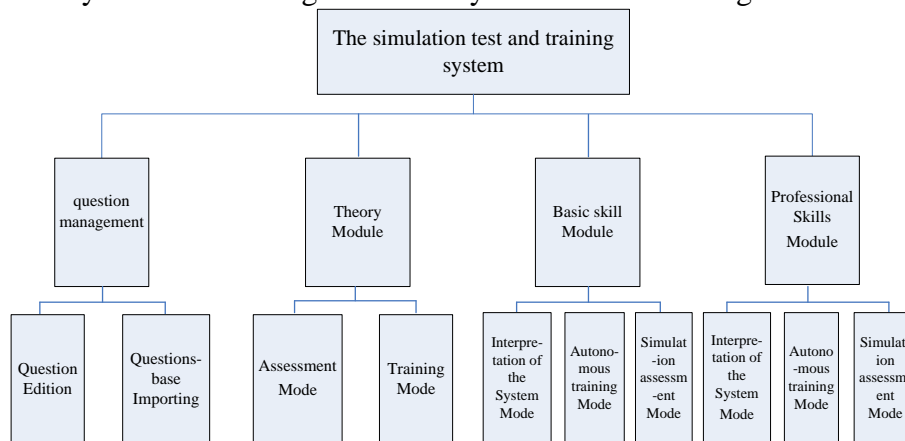 The simulation test and training
system
question
management
Theory
Module
Basic skill
Module
Professional
Skills
Module
Question
Edition
Questions-
base
Importing
Assessment
Mode
Training
Mode
Interpre-
tation of
the
System
Mode
Autono-
mous
training
Mode
Simulat
-ion
assessm
-ent
Mode
Interpre-
tation of
the
System
Mode
Autono
-mous
training
Mode
Simulat
ion
assessm
ent
Mode